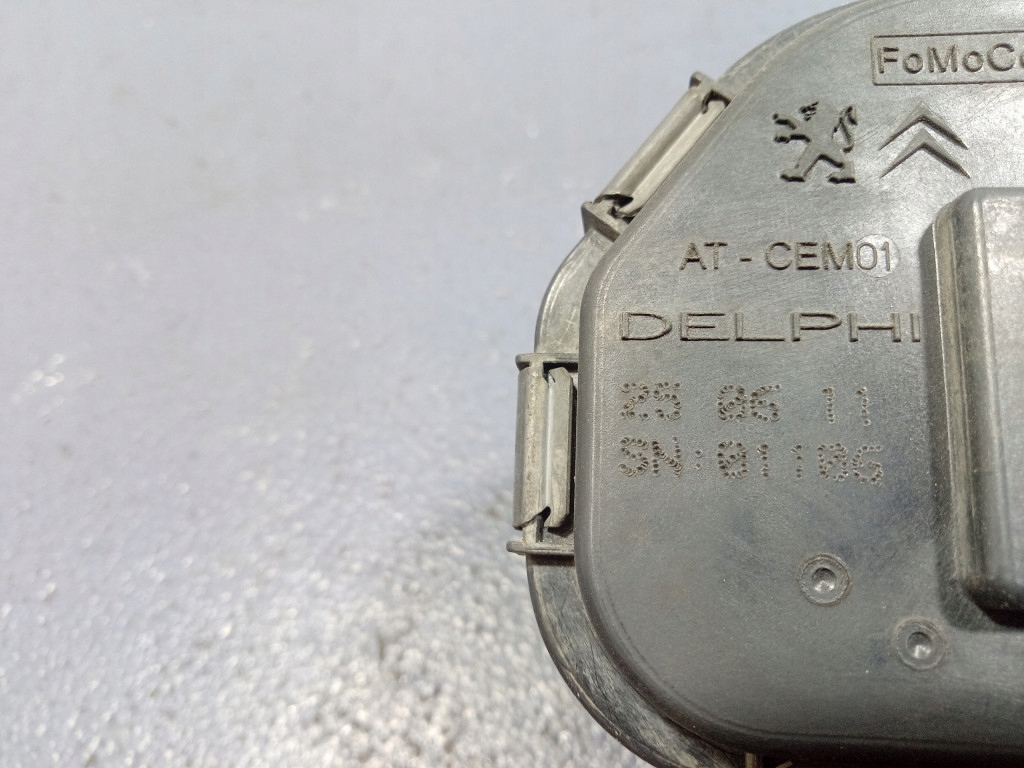 FoMoCo
AT - CEM01
DELPHI
25 06 11
SN:01106